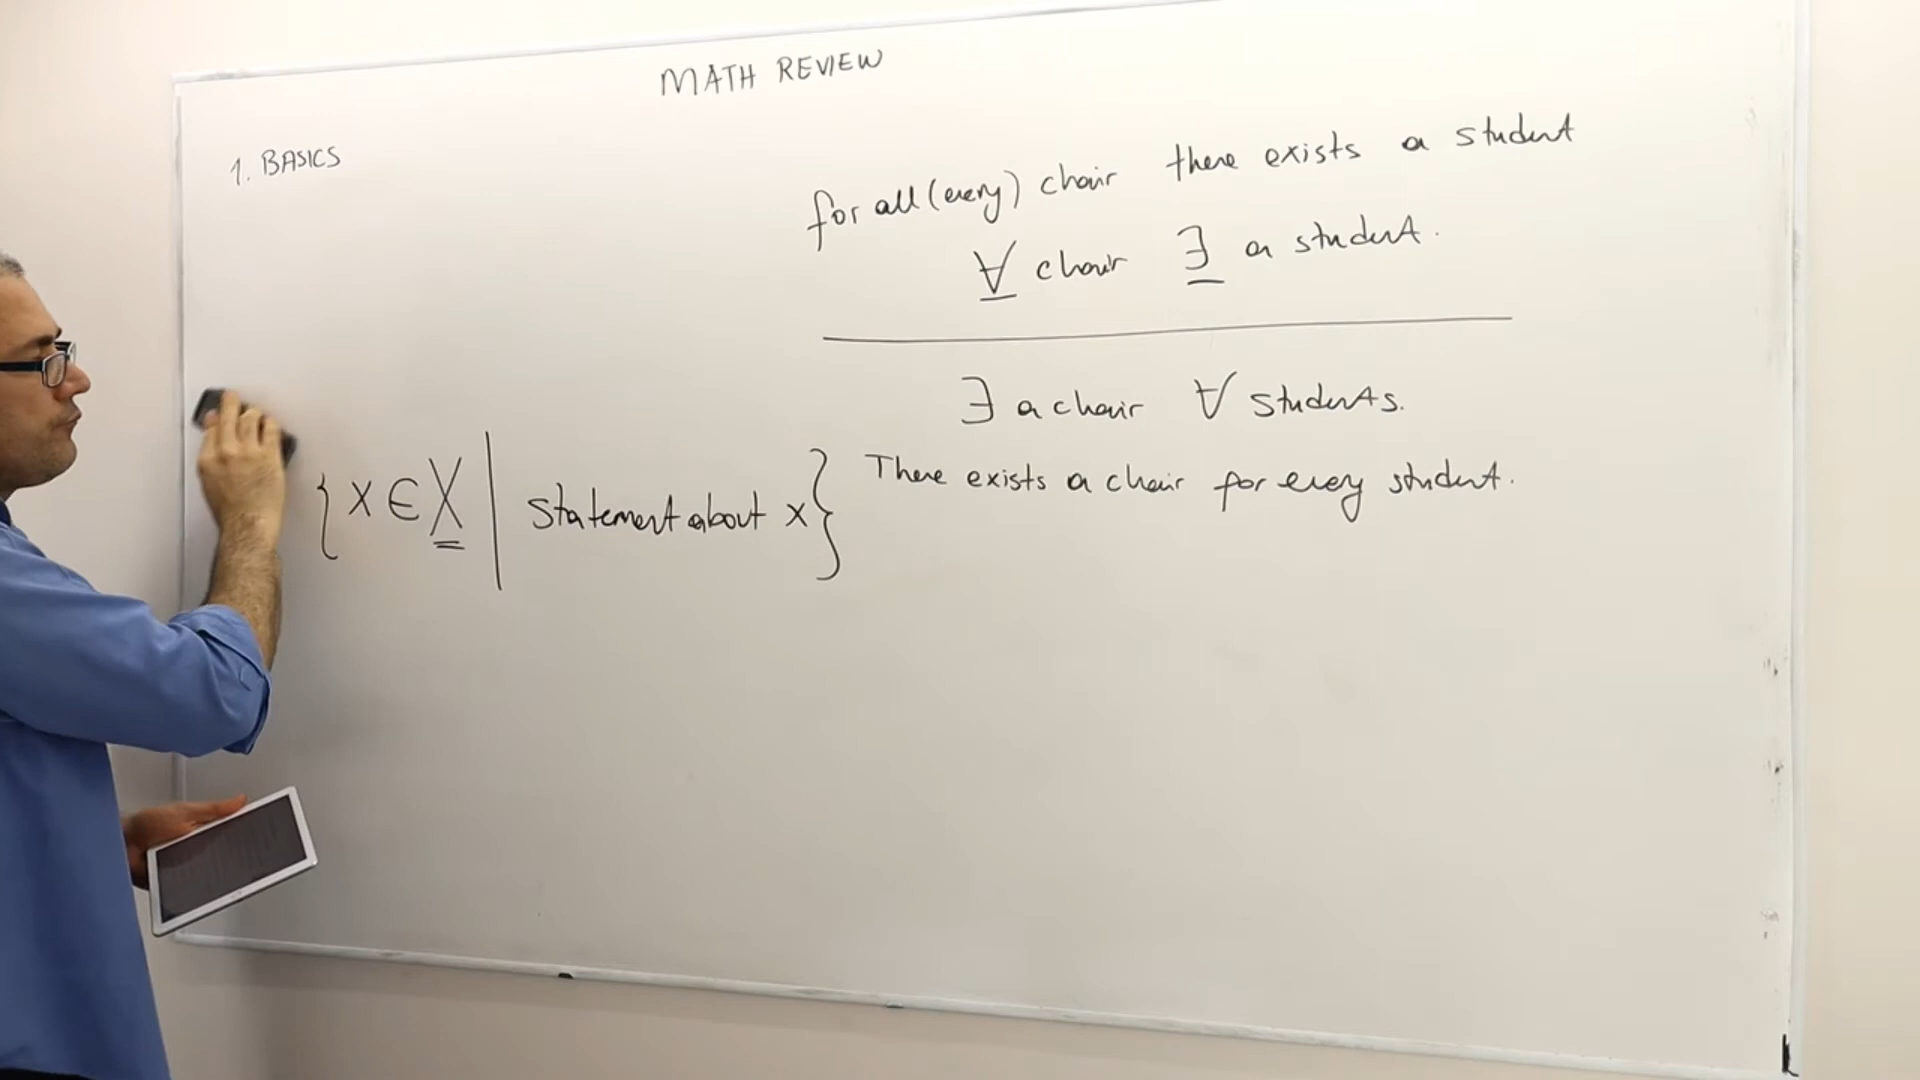 MATH REVIEW
1. BASICS
for all (every) chair there exists a student
∀ chair ∃ a student.
∃ a chair ∀ students.
There exists a chair for every student.
{x ∈ X | statement about x}